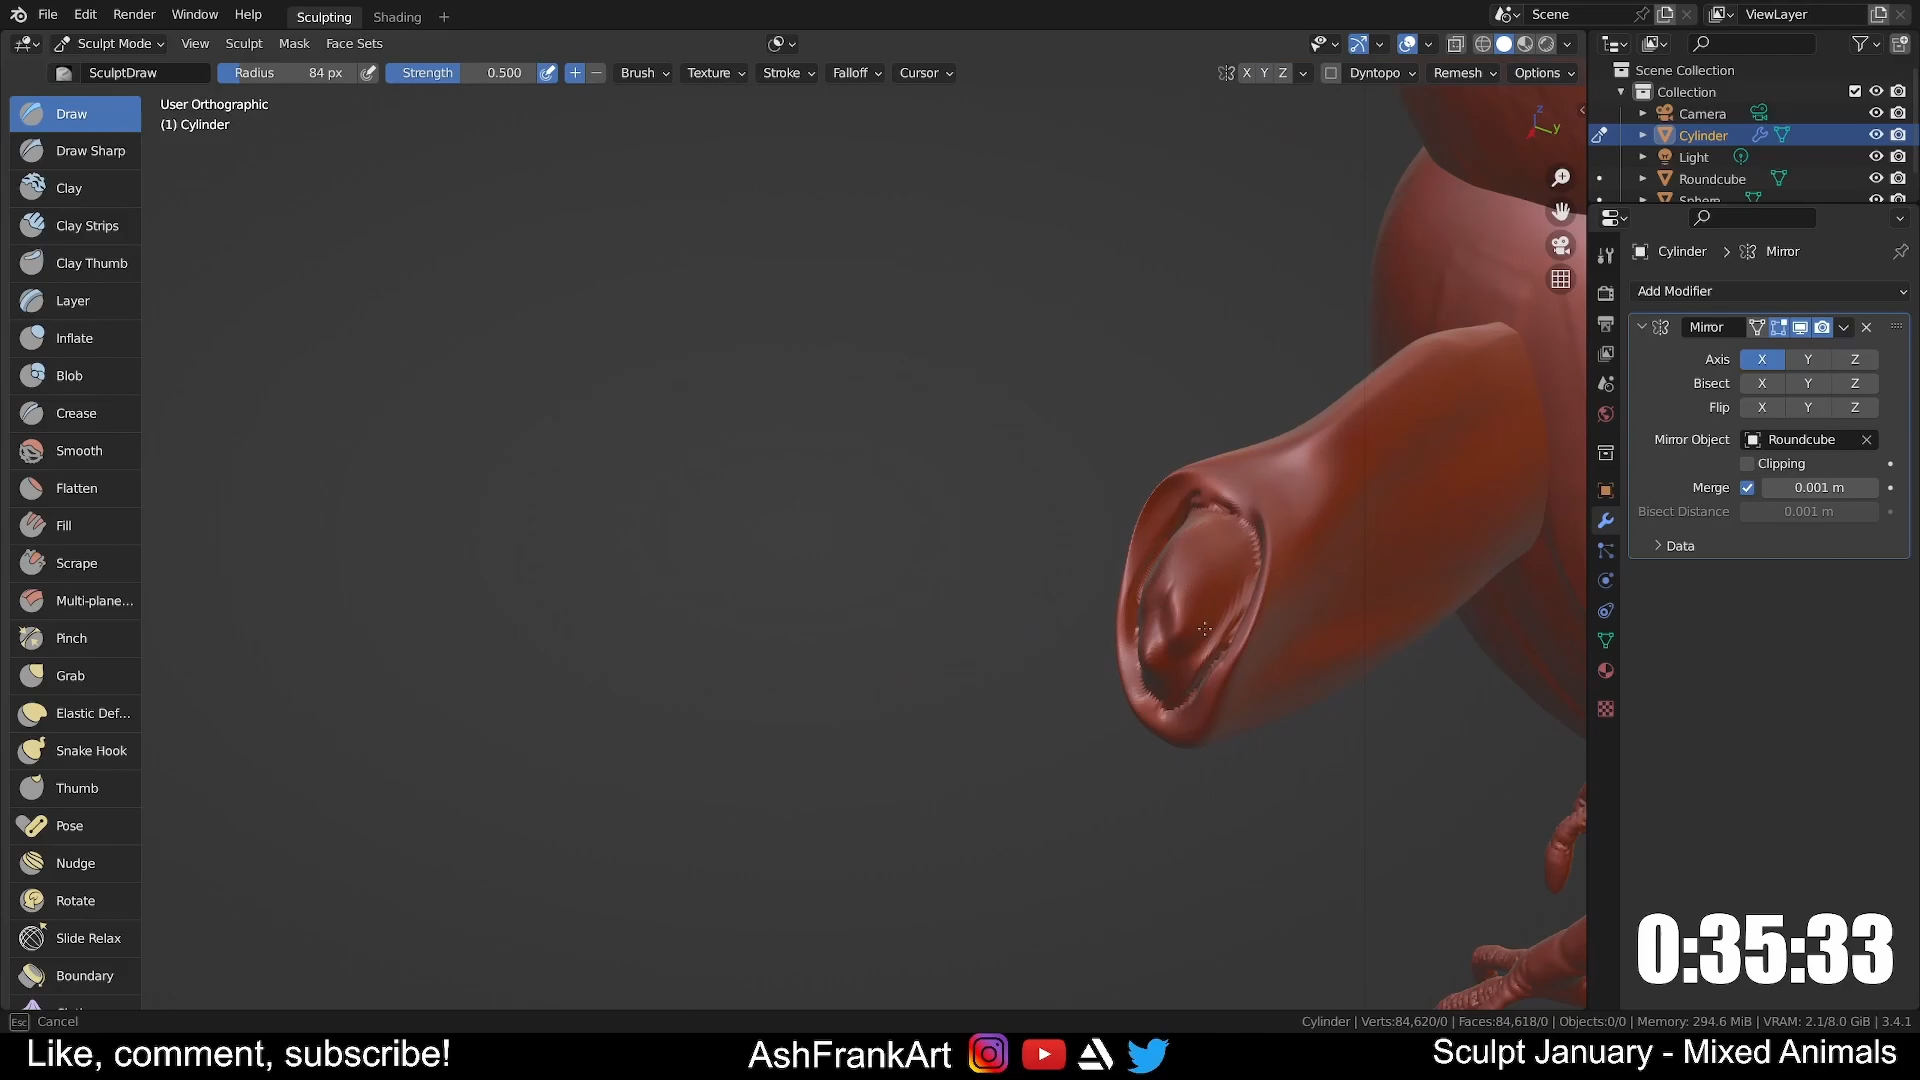 File Edit Render Window Help Sculpting Shading + Scene ViewLayer
Sculpt Mode View Sculpt Mask Face Sets
SculptDraw Radius 84 px Strength 0.500 + − Brush Texture Stroke Falloff Cursor X Y Z Dyntopo Remesh Options
User Orthographic
(1) Cylinder
z
y
Draw
Draw Sharp
Clay
Clay Strips
Clay Thumb
Layer
Inflate
Blob
Crease
Smooth
Flatten
Fill
Scrape
Multi-plane...
Pinch
Grab
Elastic Def...
Snake Hook
Thumb
Pose
Nudge
Rotate
Slide Relax
Boundary
Scene Collection
Collection
Camera
Cylinder
Light
Roundcube
Sphere
Cylinder > Mirror
Add Modifier
Mirror
Axis X Y Z
Bisect X Y Z
Flip X Y Z
Mirror Object Roundcube
Clipping
Merge 0.001 m
Bisect Distance 0.001 m
Data
0:35:33
Esc Cancel
Cylinder | Verts:84,620/0 | Faces:84,618/0 | Objects:0/0 | Memory: 294.6 MiB | VRAM: 2.1/8.0 GiB | 3.4.1
Like, comment, subscribe! AshFrankArt Sculpt January - Mixed Animals